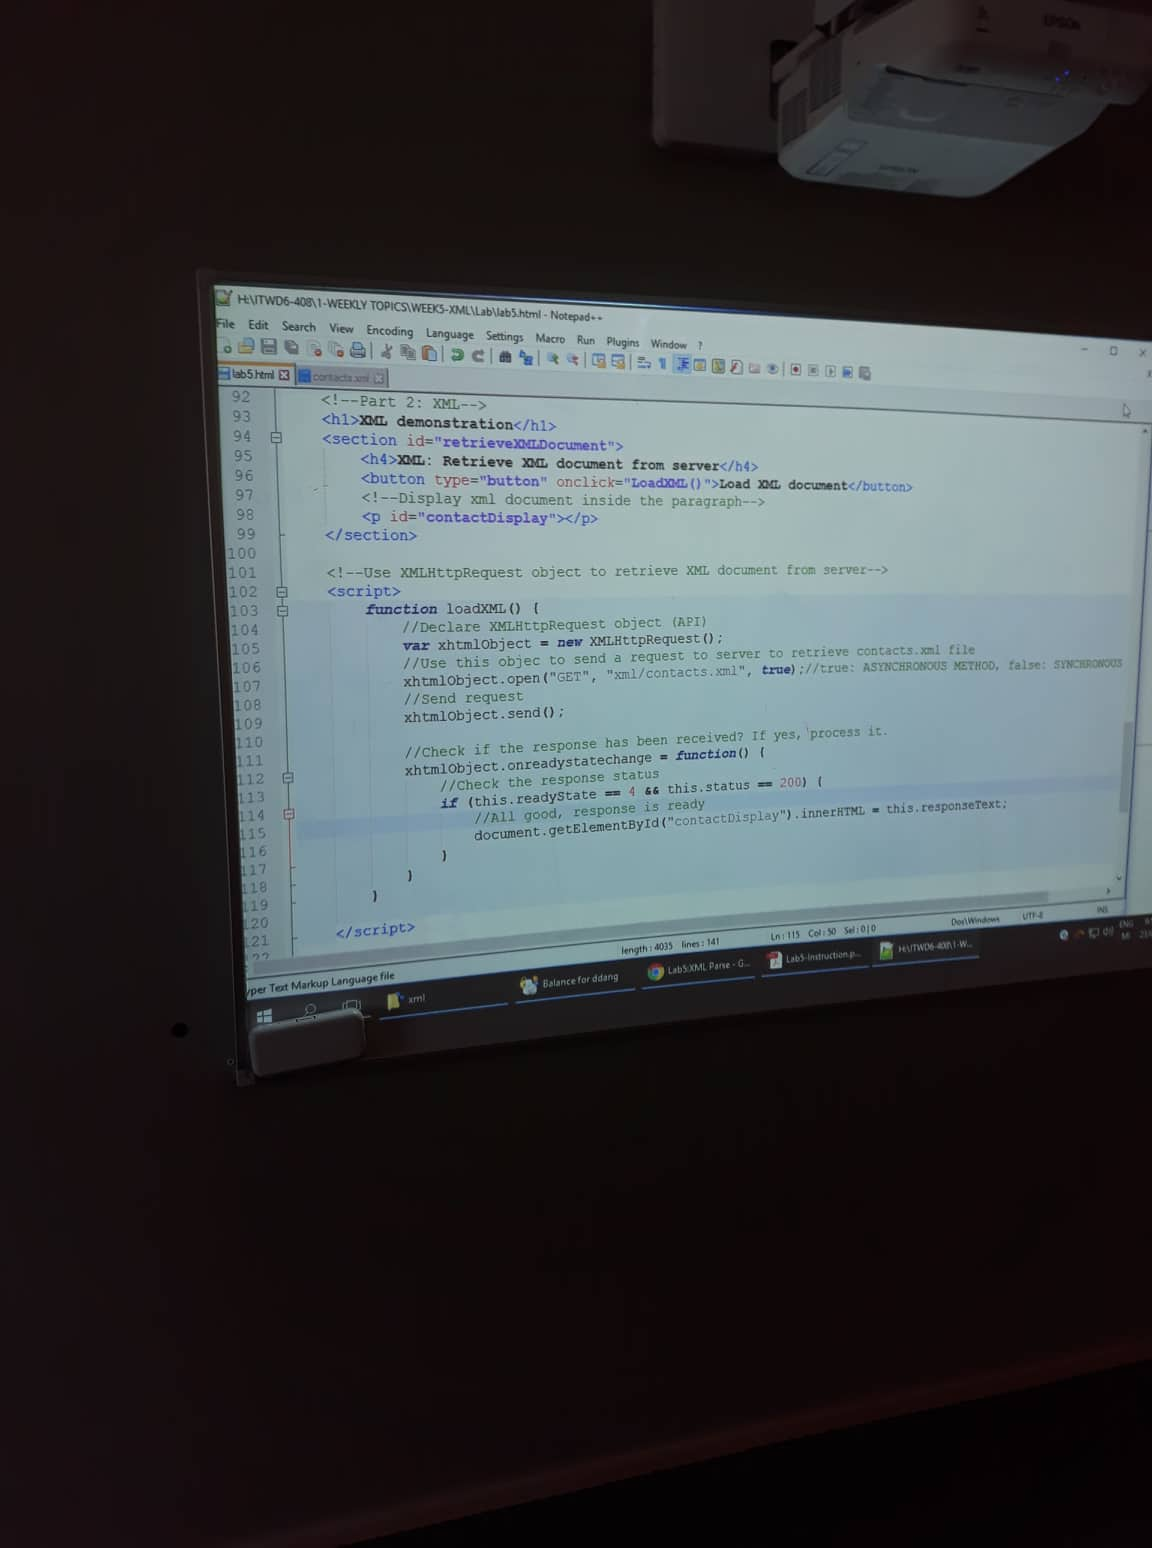 EPSON
H:\ITWD6-408\1-WEEKLY TOPICS\WEEK5-XML\Lab\lab5.html - Notepad++
File Edit Search View Encoding Language Settings Macro Run Plugins Window ?
lab5.html contacts.xml
92 <!--Part 2: XML-->
93 <h1>XML demonstration</h1>
94 <section id="retrieveXMLDocument">
95 <h4>XML: Retrieve XML document from server</h4>
96 <button type="button" onclick="LoadXML()">Load XML document</button>
97 <!--Display xml document inside the paragraph-->
98 <p id="contactDisplay"></p>
99 </section>
100
101 <!--Use XMLHttpRequest object to retrieve XML document from server-->
102 <script>
103 function loadXML() {
104 //Declare XMLHttpRequest object (API)
105 var xhtmlObject = new XMLHttpRequest();
106 //Use this objec to send a request to server to retrieve contacts.xml file
107 xhtmlObject.open("GET", "xml/contacts.xml", true);//true: ASYNCHRONOUS METHOD, false: SYNCHRONOUS
108 //Send request
109 xhtmlObject.send();
110
111 //Check if the response has been received? If yes, process it.
112 xhtmlObject.onreadystatechange = function() {
113 //Check the response status
114 if (this.readyState == 4 && this.status == 200) {
115 //All good, response is ready
116 document.getElementById("contactDisplay").innerHTML = this.responseText;
117 }
118 }
119 }
120
121 </script>
122
yper Text Markup Language file length : 4035 lines : 141 Ln : 115 Col : 50 Sel : 0 | 0 Dos\Windows UTF-8 INS
xml Balance for ddang Lab5:XML Parse - G... Lab5-Instruction.p... H:\ITWD6-408\1-W... ENG
MI